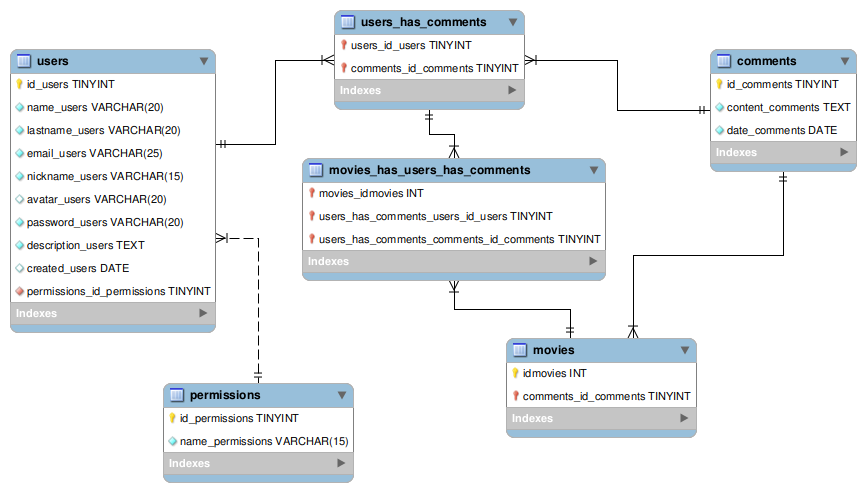 users_has_comments
users_id_users TINYINT
comments_id_comments TINYINT
Indexes
users
id_users TINYINT
name_users VARCHAR(20)
lastname_users VARCHAR(20)
email_users VARCHAR(25)
nickname_users VARCHAR(15)
avatar_users VARCHAR(20)
password_users VARCHAR(20)
description_users TEXT
created_users DATE
permissions_id_permissions TINYINT
Indexes
comments
id_comments TINYINT
content_comments TEXT
date_comments DATE
Indexes
movies_has_users_has_comments
movies_idmovies INT
users_has_comments_users_id_users TINYINT
users_has_comments_comments_id_comments TINYINT
Indexes
movies
idmovies INT
comments_id_comments TINYINT
Indexes
permissions
id_permissions TINYINT
name_permissions VARCHAR(15)
Indexes